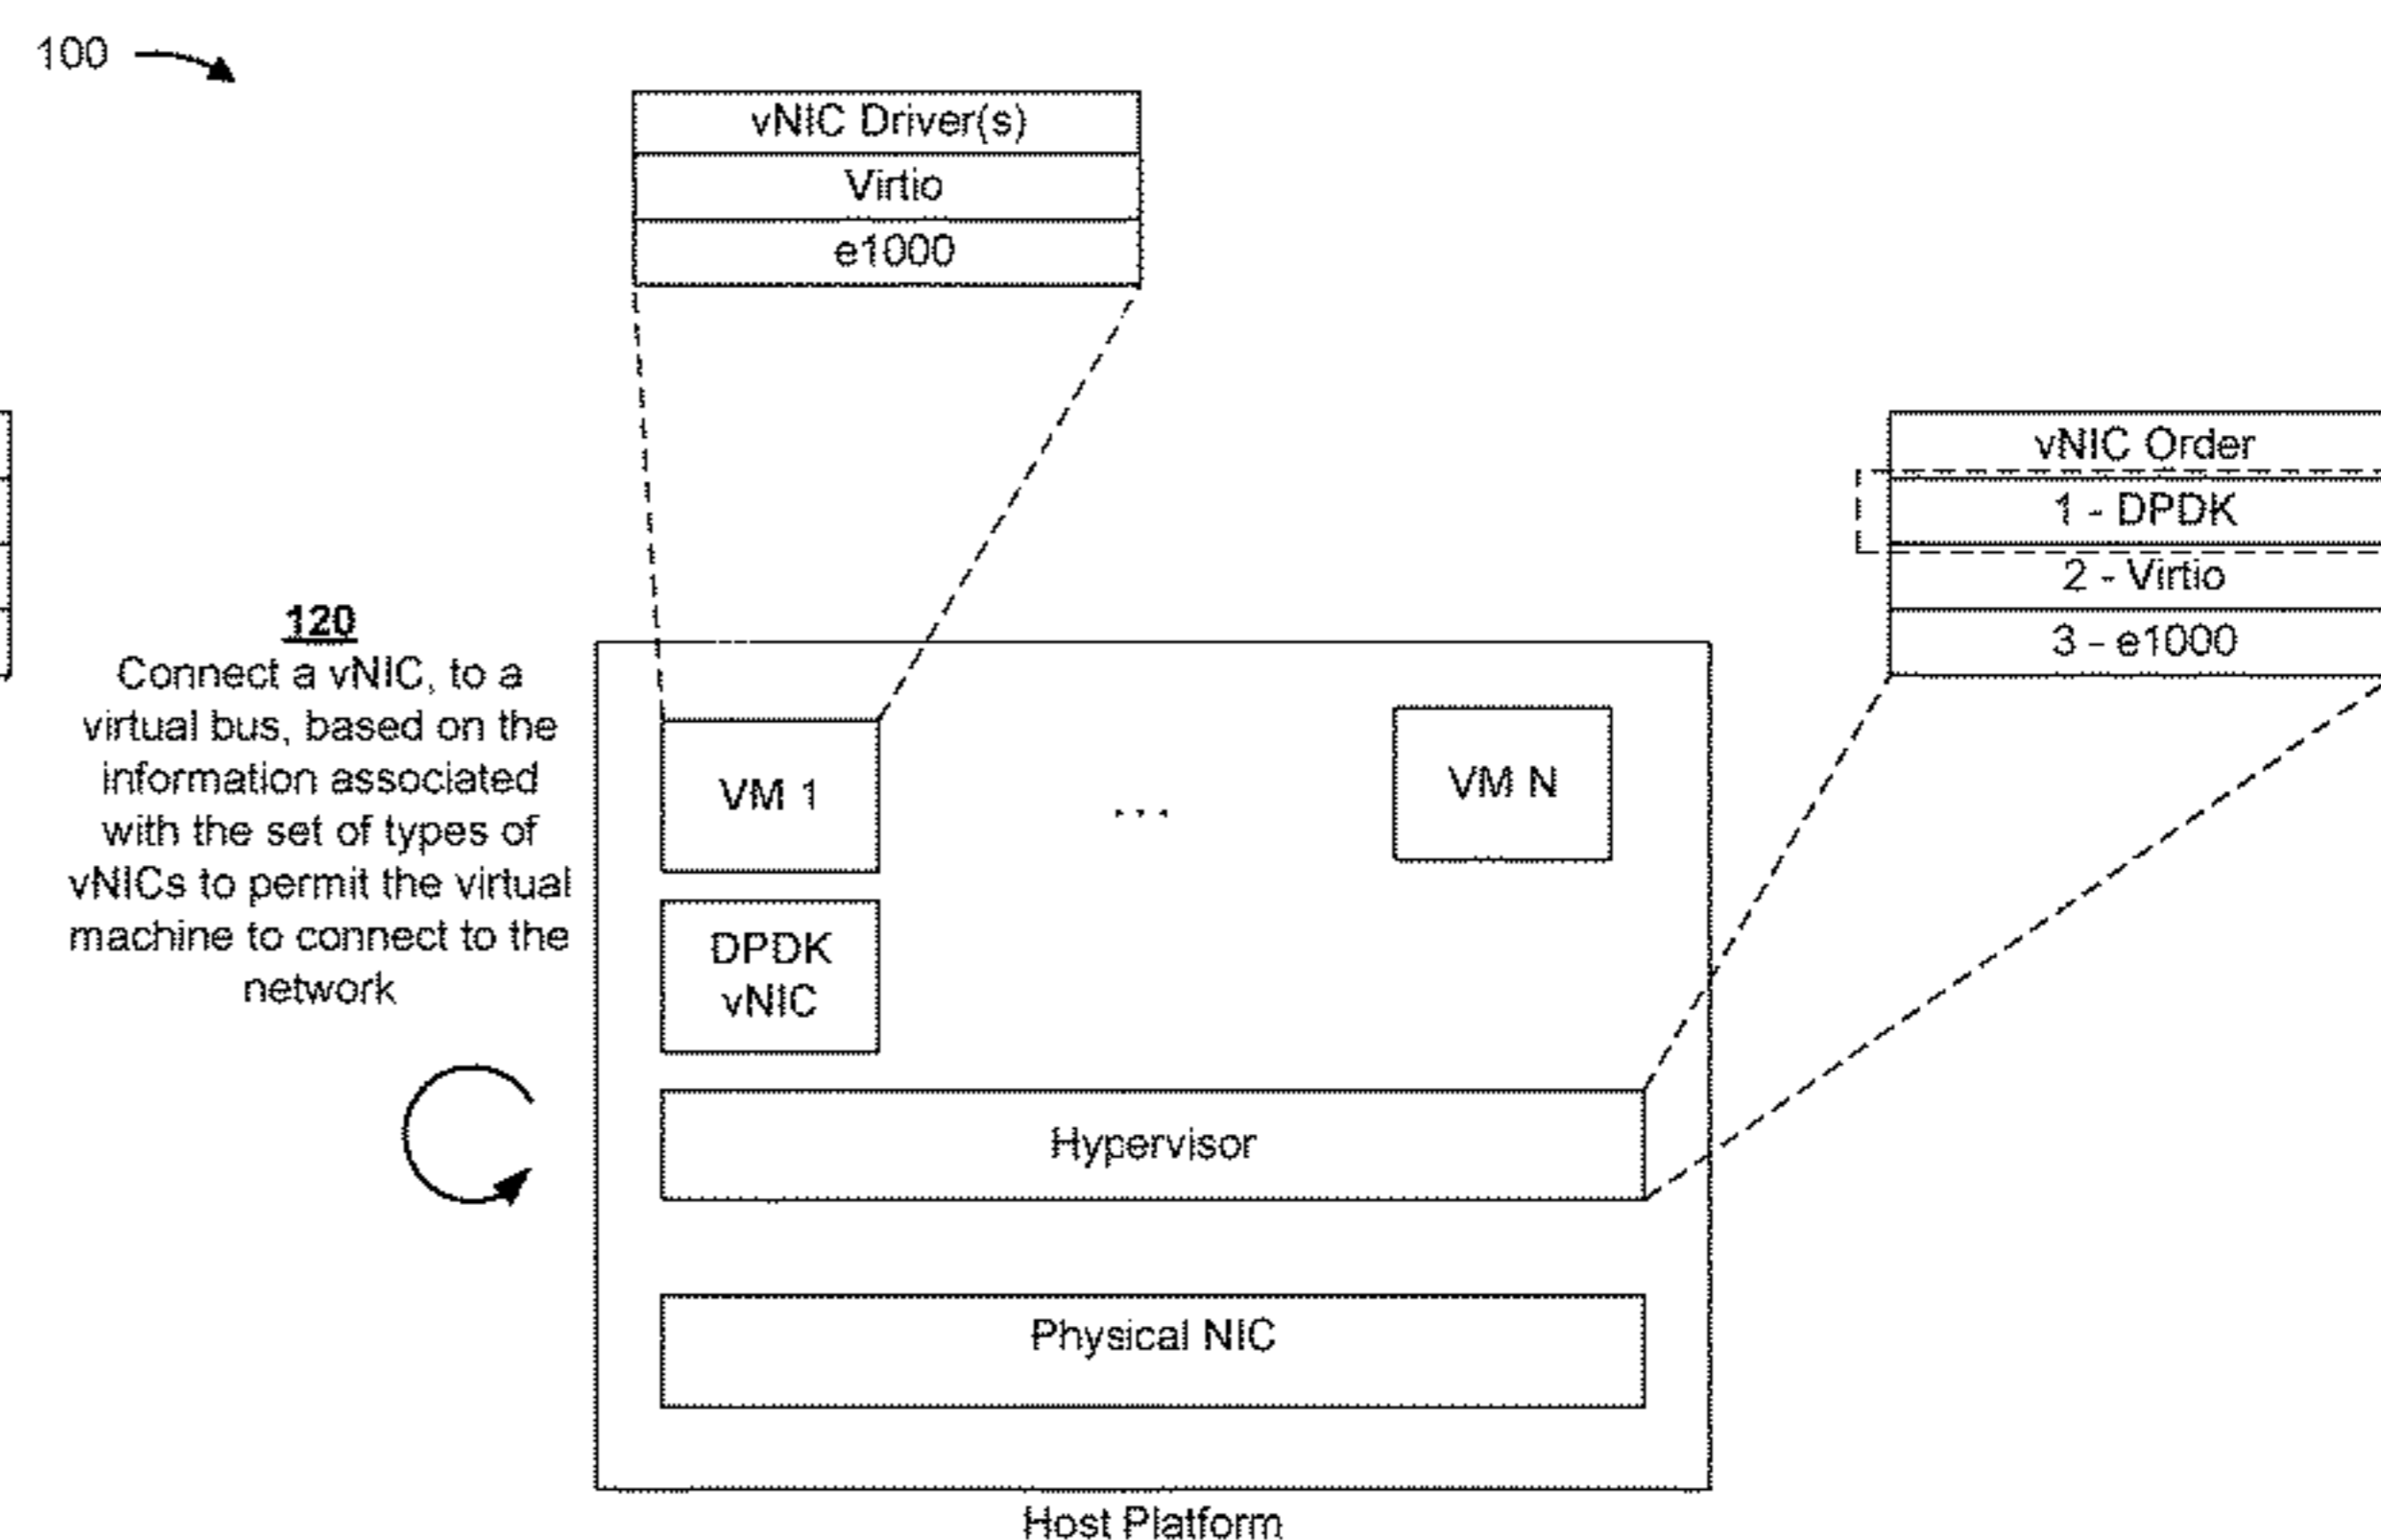 100
vNIC Driver(s)
Virtio
e1000
vNIC Order
1 - DPDK
2 - Virtio
3 - e1000
120
Connect a vNIC, to a
virtual bus, based on the
information associated
with the set of types of
vNICs to permit the virtual
machine to connect to the
network
VM 1
...
VM N
DPDK
vNIC
Hypervisor
Physical NIC
Host Platform